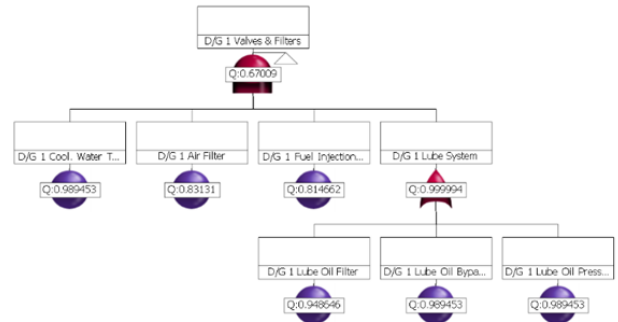 D/G 1 Valves & Filters
Q:0.67009
D/G 1 Cool. Water T...
D/G 1 Air Filter
D/G 1 Fuel Injection...
D/G 1 Lube System
Q:0.989453
Q:0.83131
Q:0.814662
Q:0.999994
D/G 1 Lube Oil Filter
D/G 1 Lube Oil Bypa...
D/G 1 Lube Oil Press...
Q:0.948646
Q:0.989453
Q:0.989453